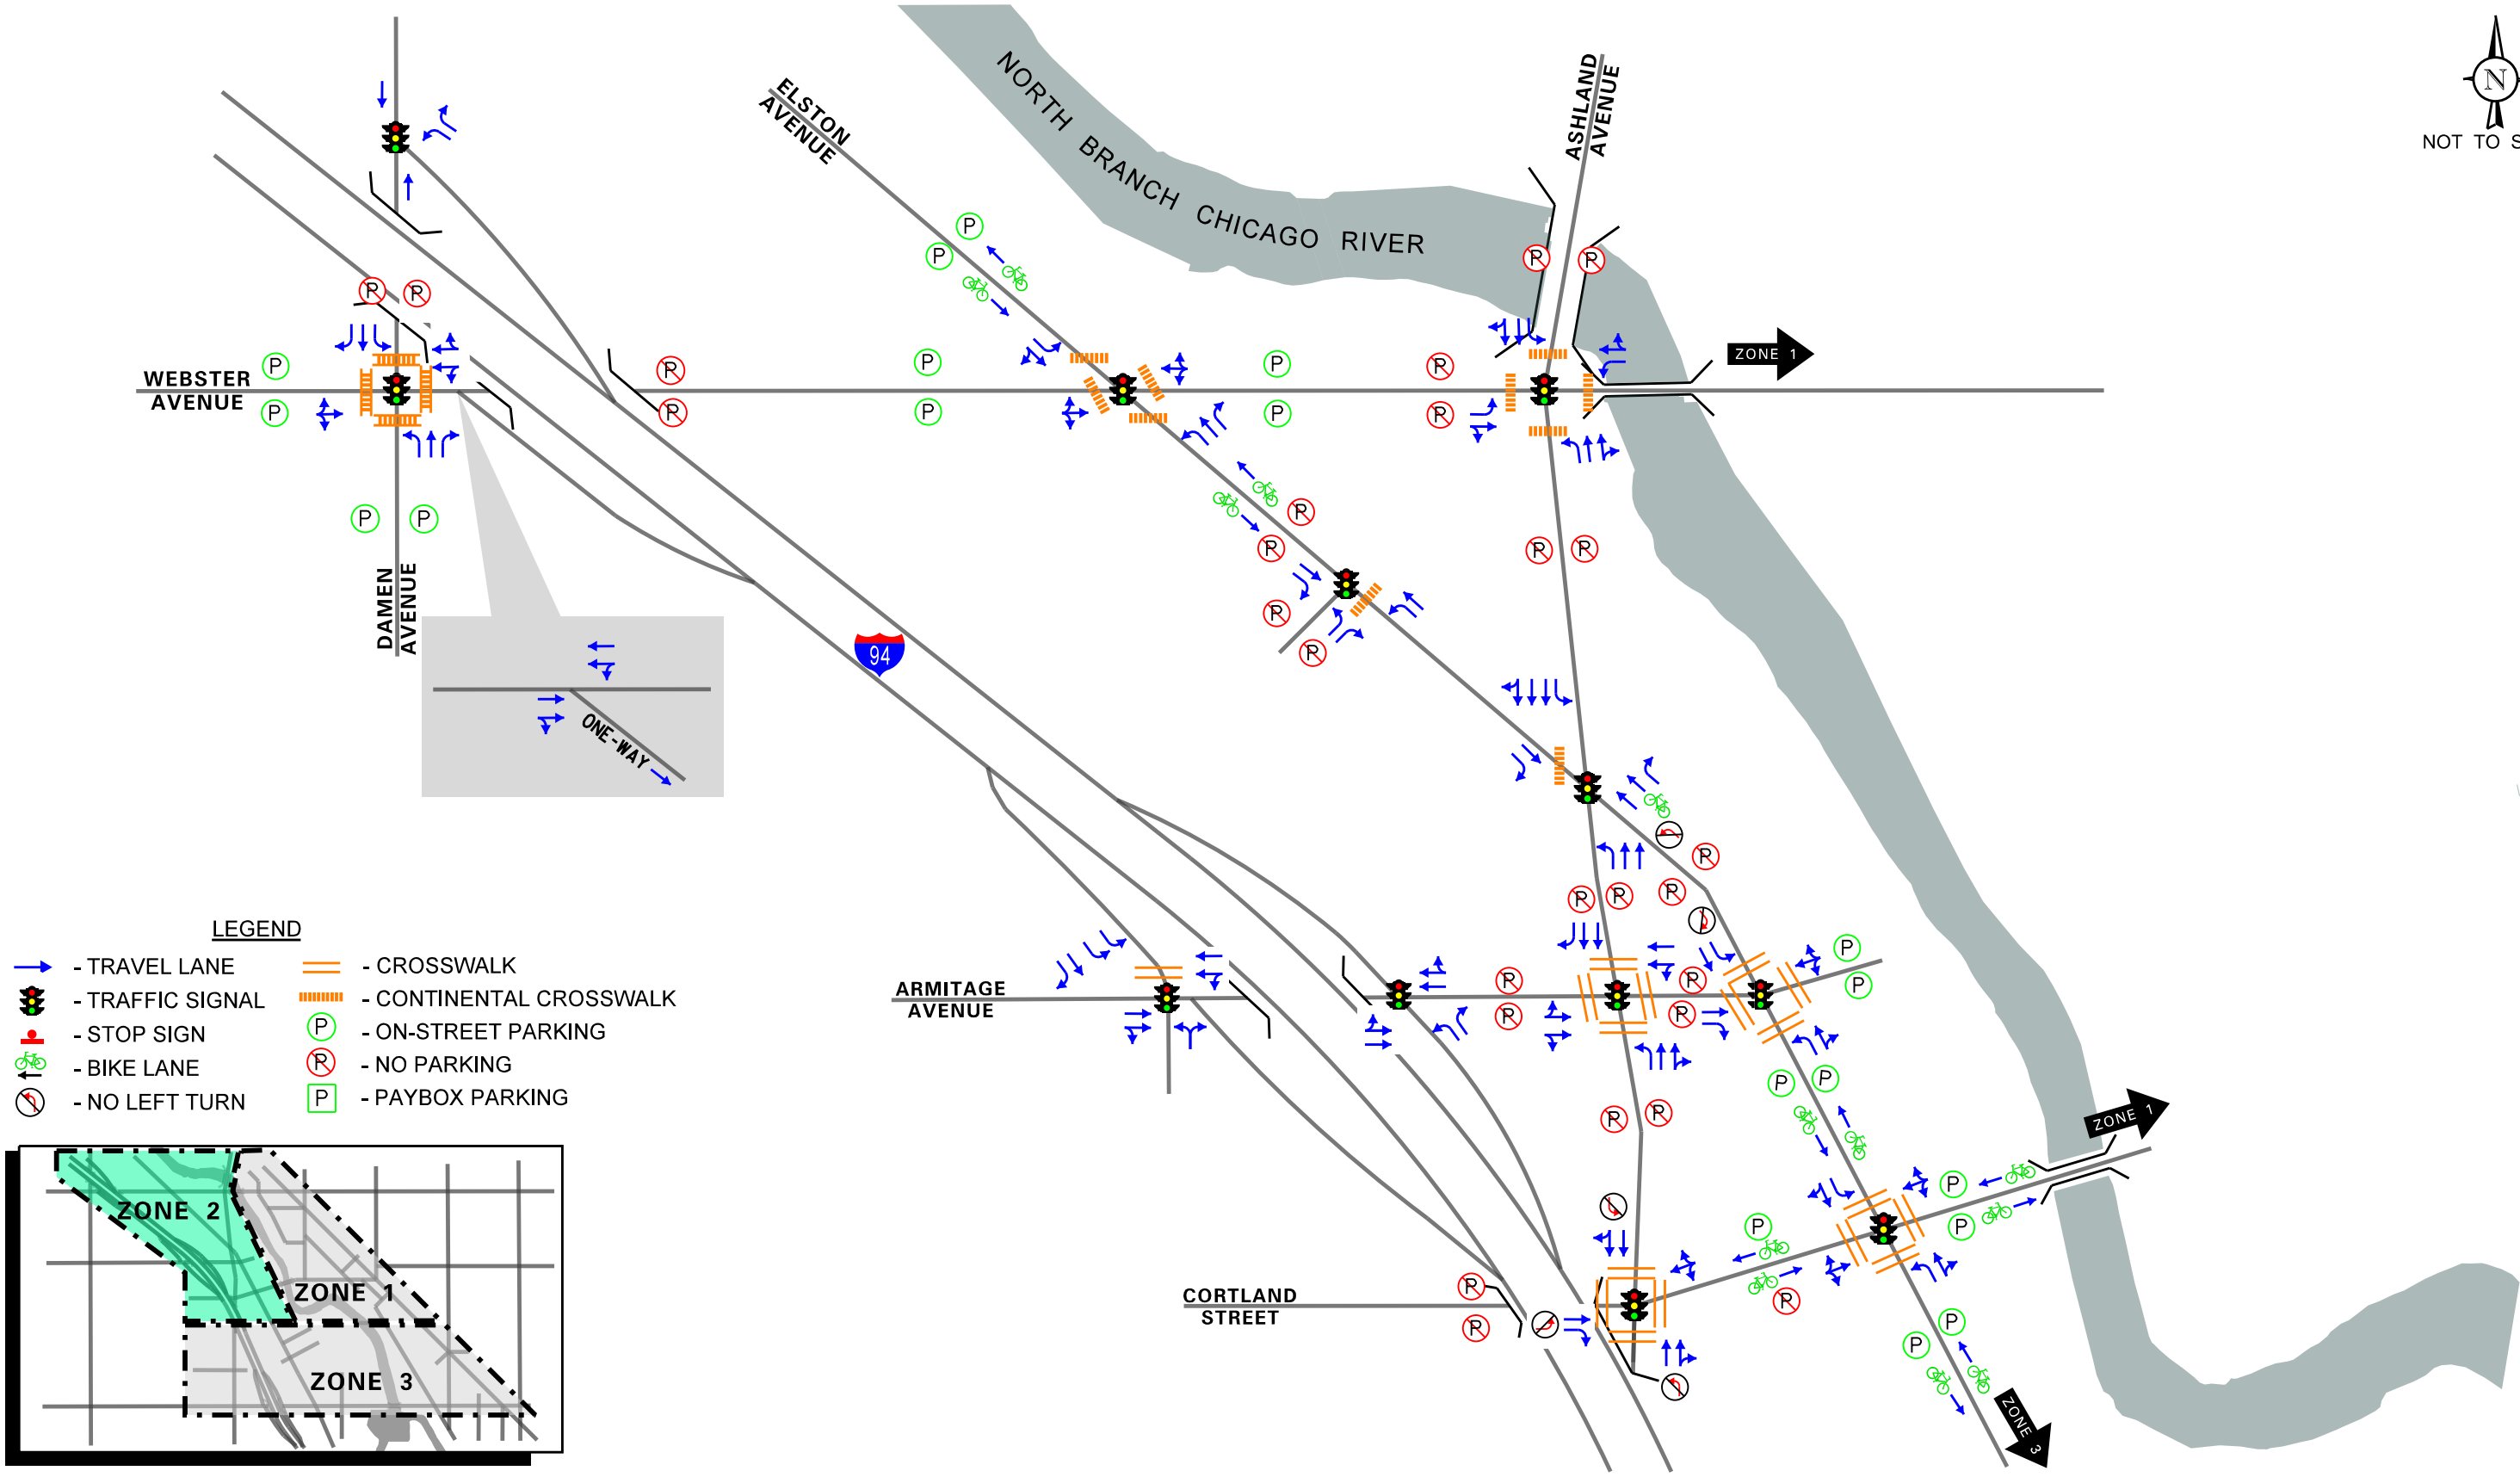 ELSTON
AVENUE
NORTH BRANCH CHICAGO RIVER
ASHLAND
AVENUE
N
NOT TO S
ZONE 1
WEBSTER
AVENUE
DAMEN
AVENUE
ONE-WAY
94
ARMITAGE
AVENUE
CORTLAND
STREET
ZONE 1
ZONE 3
LEGEND
- TRAVEL LANE
- TRAFFIC SIGNAL
- STOP SIGN
- BIKE LANE
- NO LEFT TURN
- CROSSWALK
- CONTINENTAL CROSSWALK
P - ON-STREET PARKING
P - NO PARKING
P - PAYBOX PARKING
ZONE 2
ZONE 1
ZONE 3